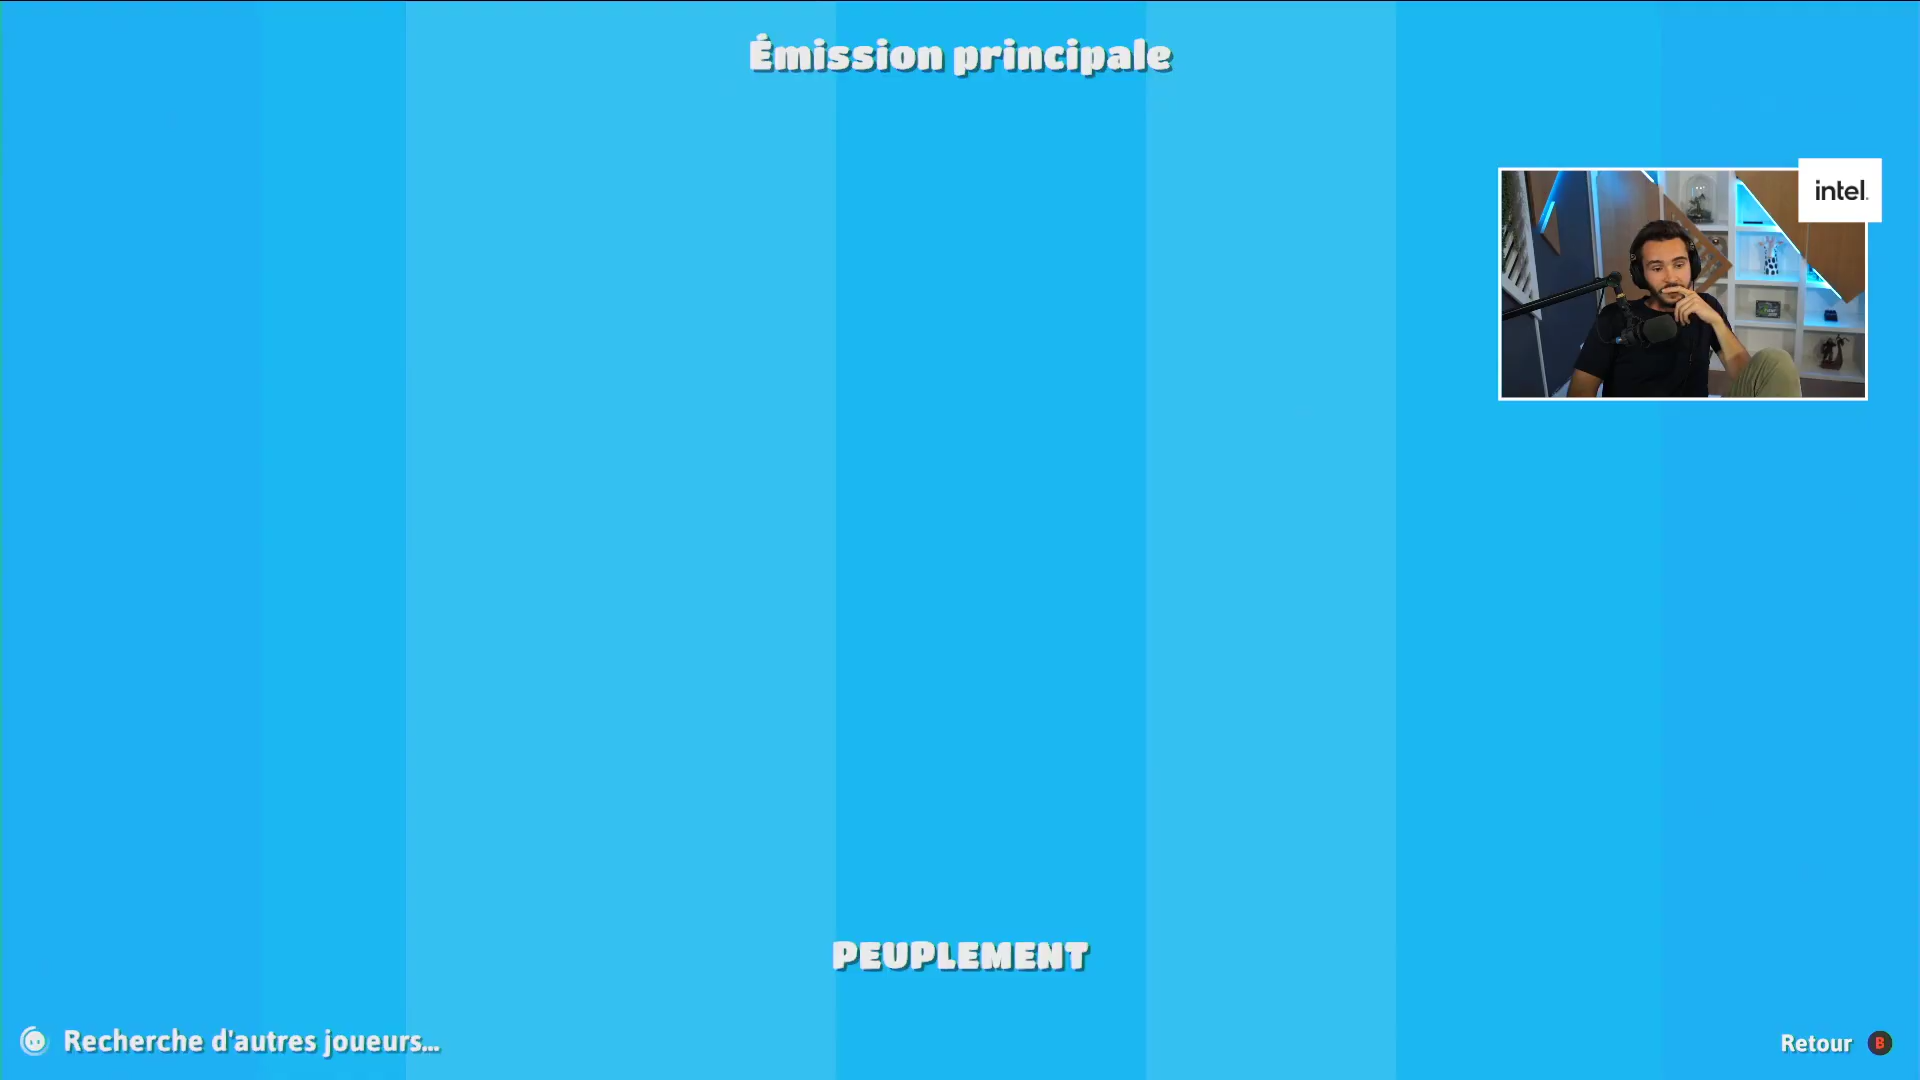 Émission principale
intel.
PEUPLEMENT
Recherche d'autres joueurs...
Retour B